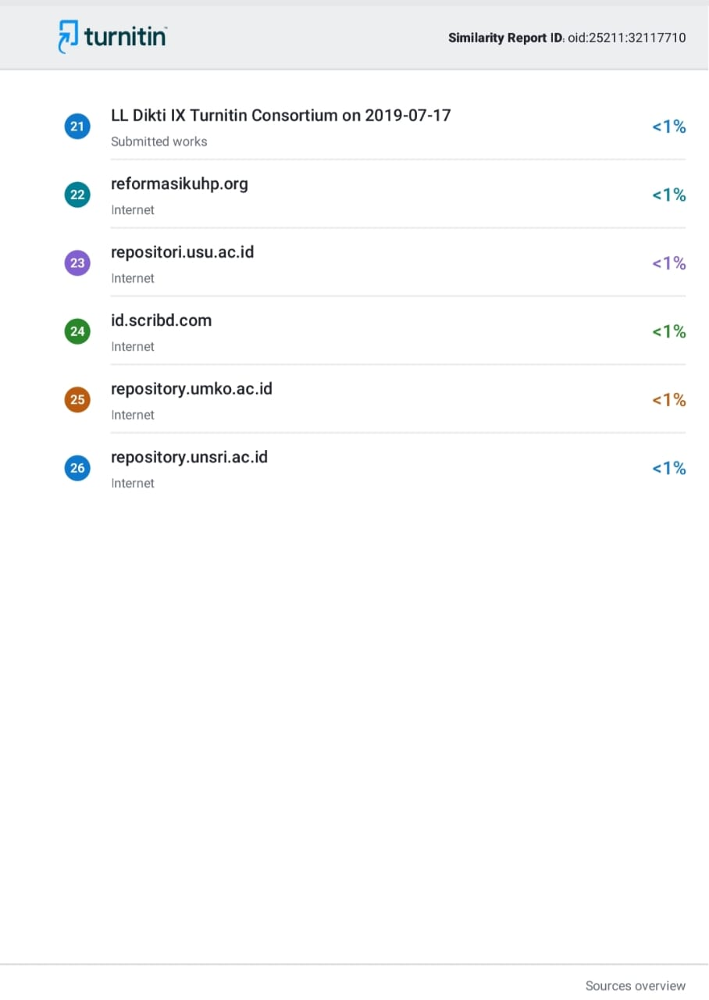 turnitin™
Similarity Report ID: oid:25211:32117710
21
LL Dikti IX Turnitin Consortium on 2019-07-17
<1%
Submitted works
22
reformasikuhp.org
<1%
Internet
23
repositori.usu.ac.id
<1%
Internet
24
id.scribd.com
<1%
Internet
25
repository.umko.ac.id
<1%
Internet
26
repository.unsri.ac.id
<1%
Internet
Sources overview